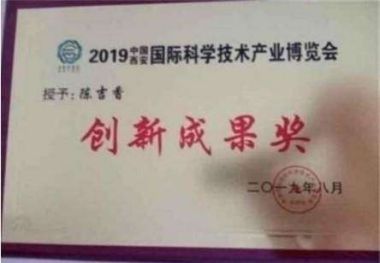 2019中国西安国际科学技术产业博览会
授予：陈吉香
创新成果奖
二〇一九年八月